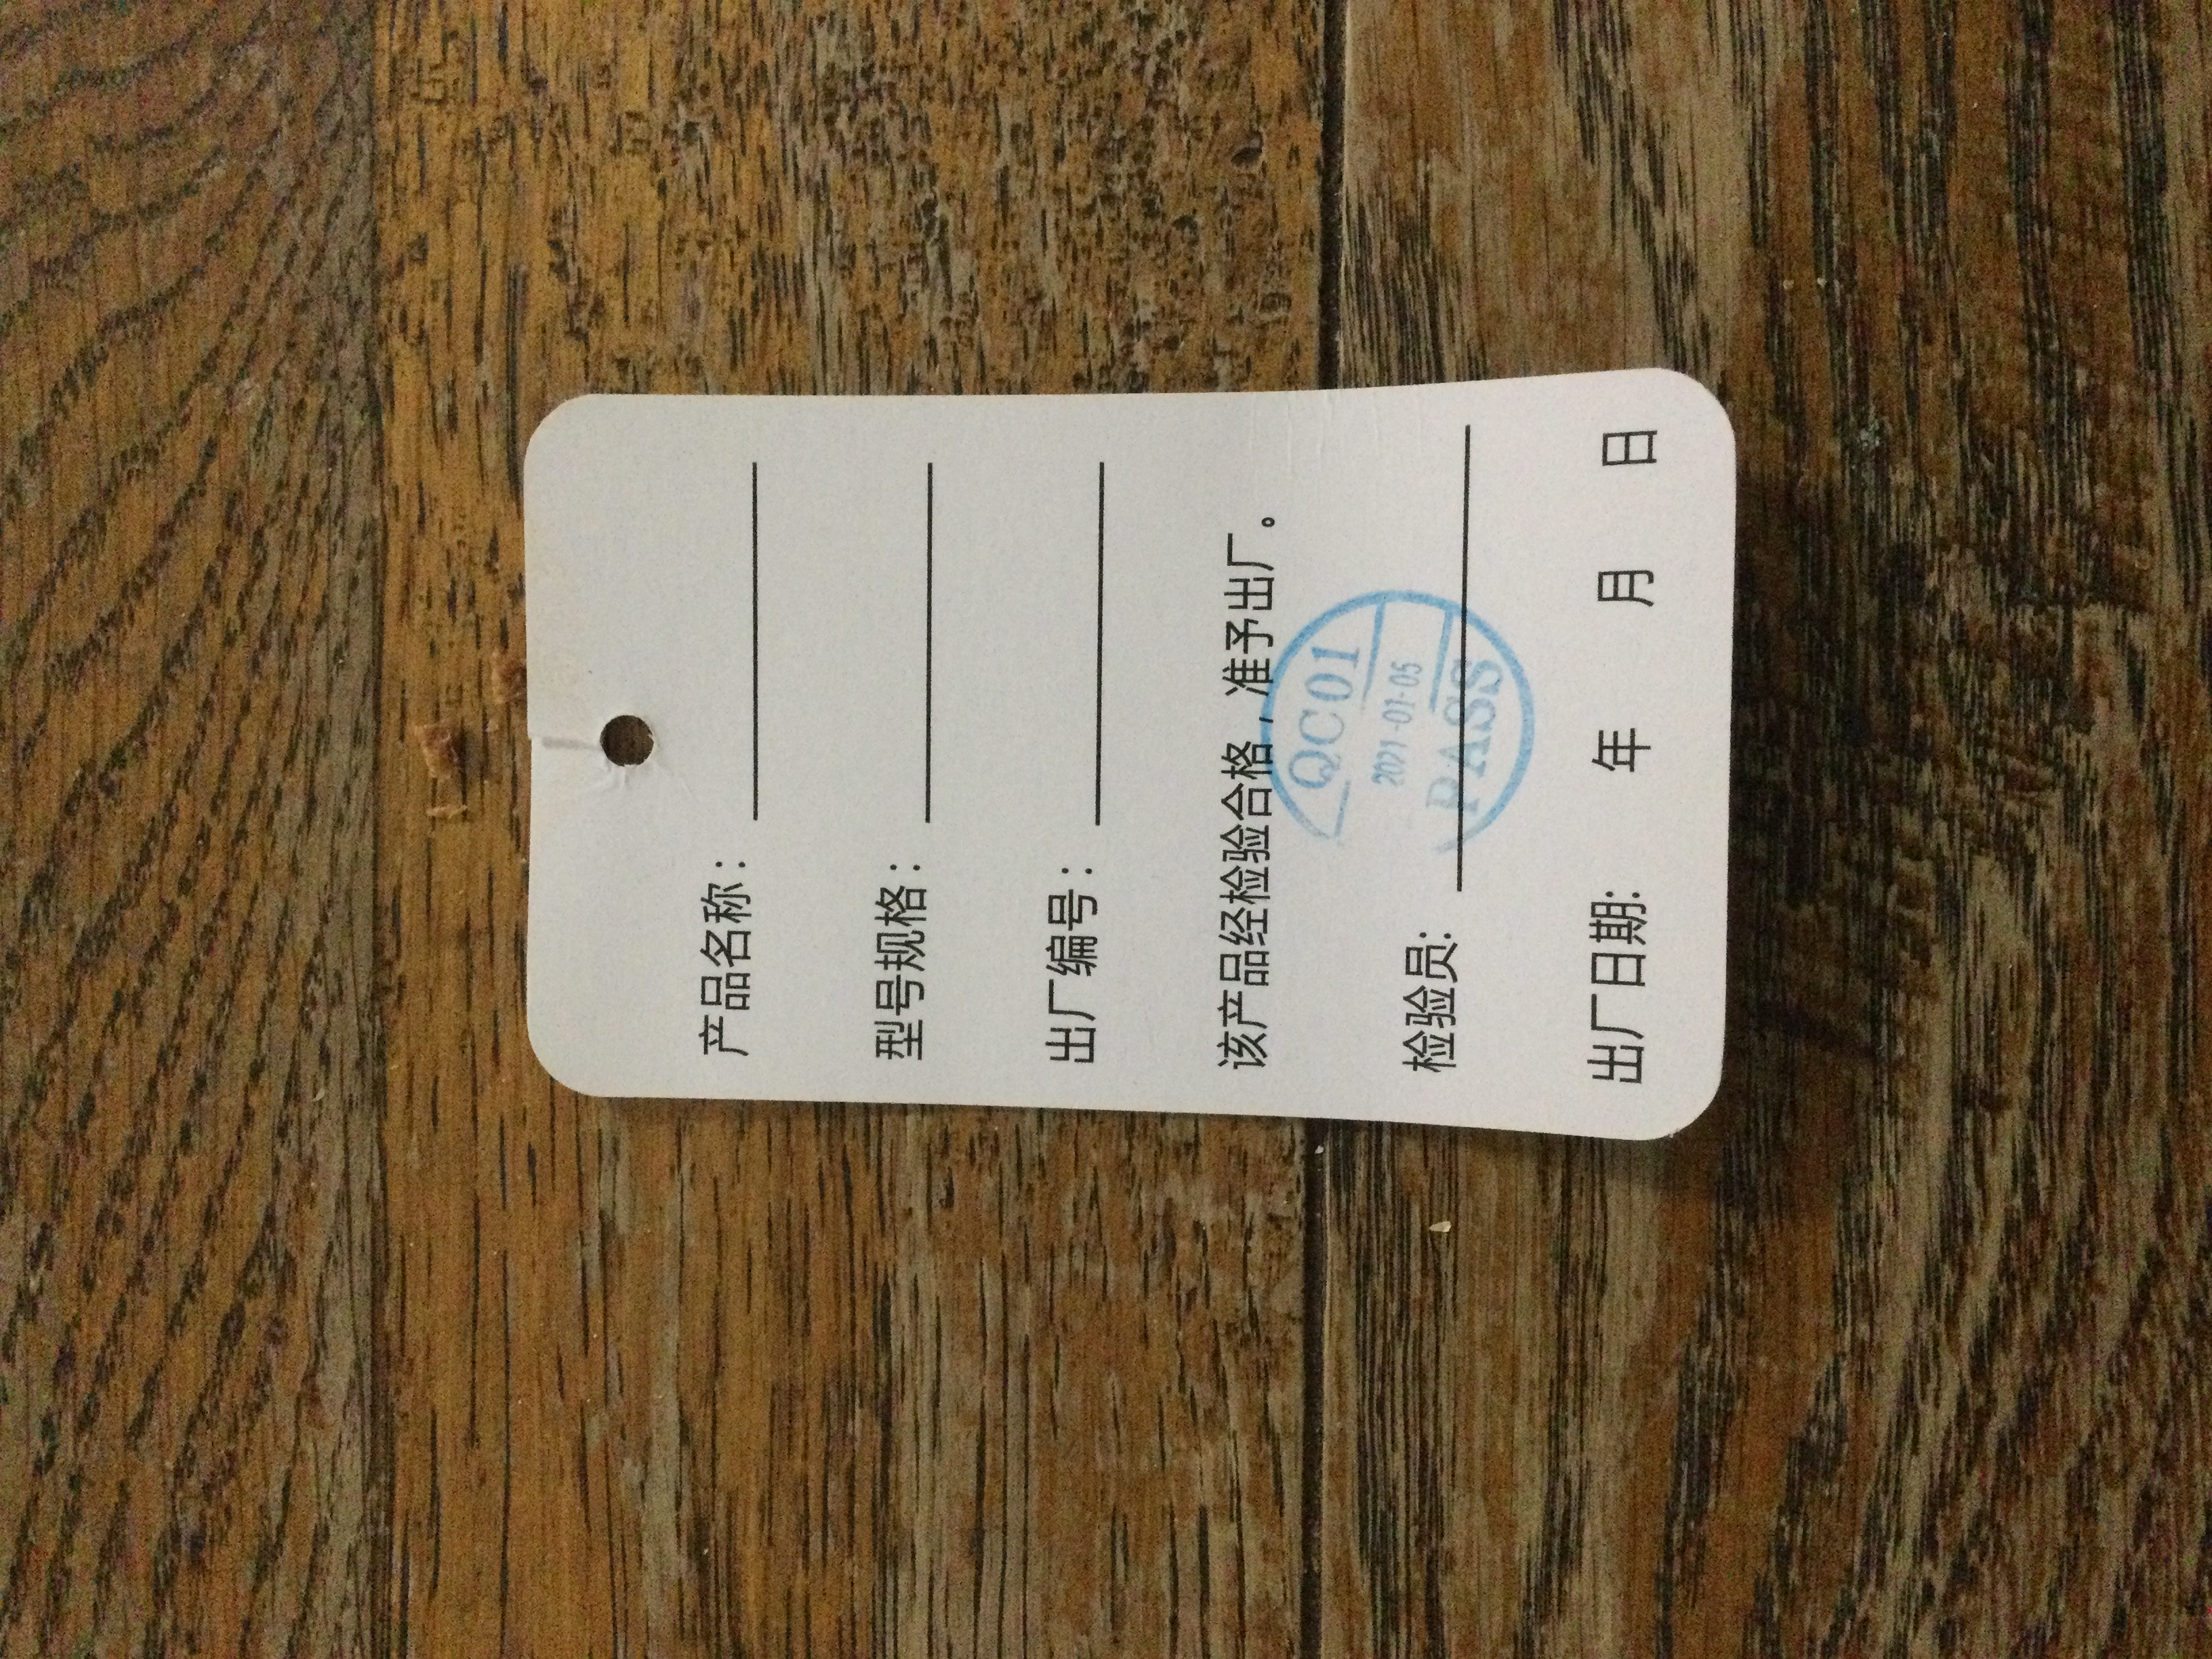 产品名称：
型号规格：
出厂编号：
该产品经检验合格，准予出厂。
QC01
2021-01-05
PASS
检验员：
出厂日期： 年 月 日